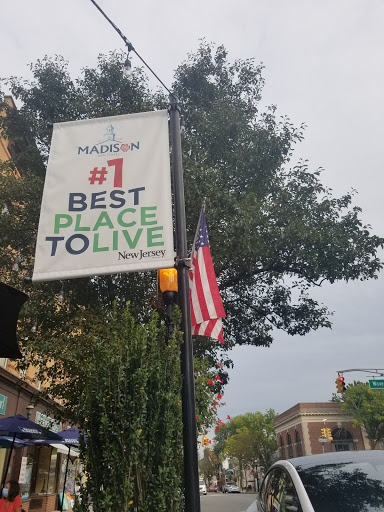 MADISON
#1
BEST
PLACE
TO LIVE
New Jersey